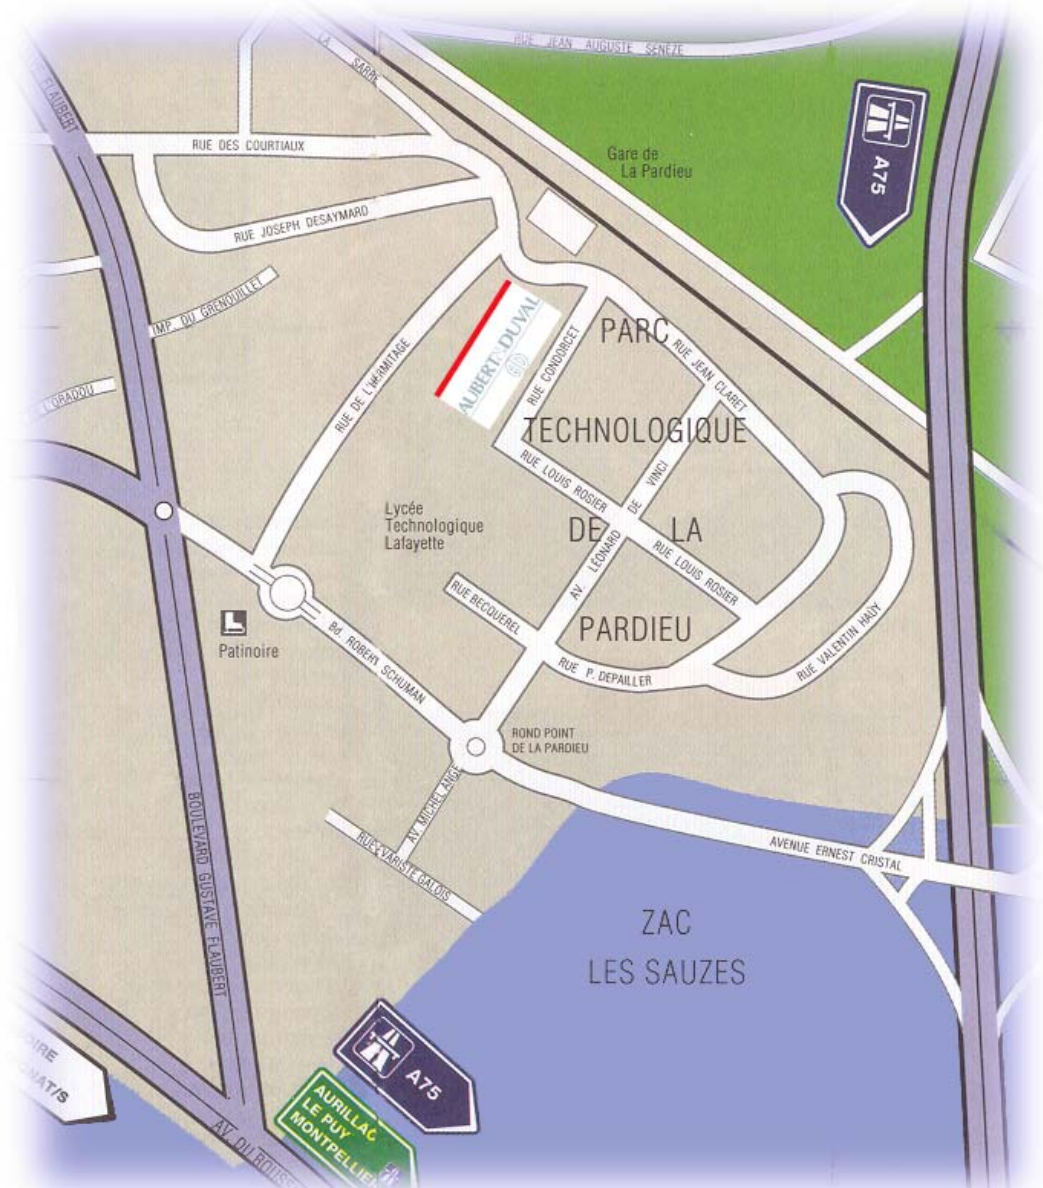 RUE JEAN AUGUSTE SENÈZE
LA SARRE
FLAUBERT
RUE DES COURTIAUX
Gare de
La Pardieu
A75
RUE JOSEPH DESAYMARD
IMP. DU GRENOUILLET
AUBERT & DUVAL
PARC
RUE CONDORCET
RUE JEAN CLARET
RUE DE L'HERMITAGE
L'ORADOU
TECHNOLOGIQUE
RUE LOUIS ROSIER
Lycée
Technologique
Lafayette
DE LA
AV. LÉONARD DE VINCI
RUE LOUIS ROSIER
RUE BECQUEREL
PARDIEU
Patinoire
Bd. ROBERT SCHUMAN
RUE P. DEPAILLER
RUE VALENTIN HAÜY
ROND POINT
DE LA PARDIEU
AV. MICHEL ANGE
RUE EVARISTE GALOIS
AVENUE ERNEST CRISTAL
BOULEVARD GUSTAVE FLAUBERT
ZAC
LES SAUZES
A75
AURILLAC
LE PUY
MONTPELLIER
AV. DU